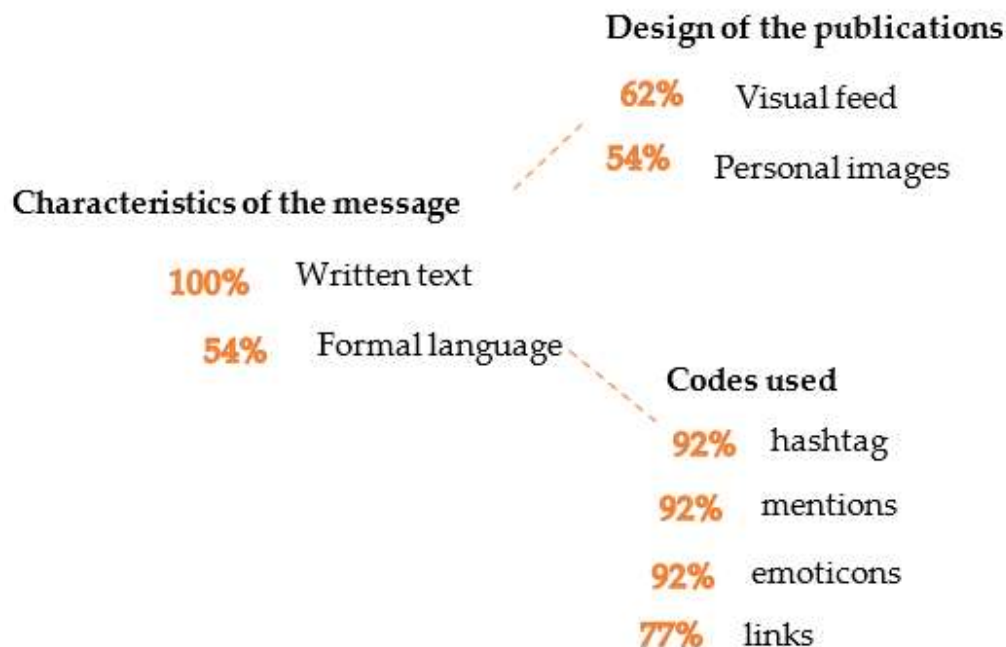 Design of the publications
62% Visual feed
54% Personal images
Characteristics of the message
100% Written text
54% Formal language
Codes used
92% hashtag
92% mentions
92% emoticons
77% links